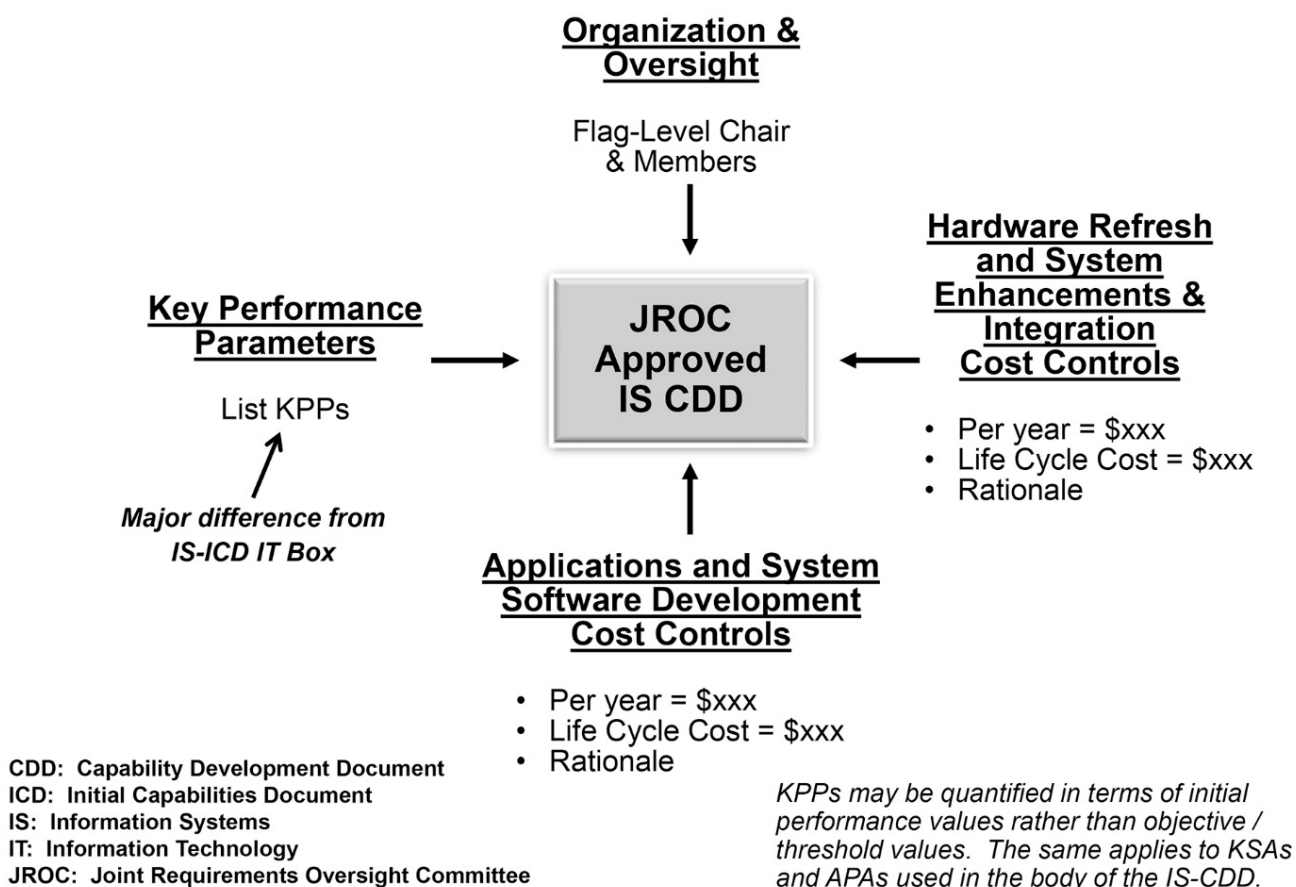 Organization &
Oversight
Flag-Level Chair
& Members
Key Performance
Parameters
List KPPs
Major difference from
IS-ICD IT Box
JROC
Approved
IS CDD
Hardware Refresh
and System
Enhancements &
Integration
Cost Controls
• Per year = $xxx
• Life Cycle Cost = $xxx
• Rationale
Applications and System
Software Development
Cost Controls
• Per year = $xxx
• Life Cycle Cost = $xxx
• Rationale
CDD: Capability Development Document
ICD: Initial Capabilities Document
IS: Information Systems
IT: Information Technology
JROC: Joint Requirements Oversight Committee
KPPs may be quantified in terms of initial
performance values rather than objective /
threshold values. The same applies to KSAs
and APAs used in the body of the IS-CDD.